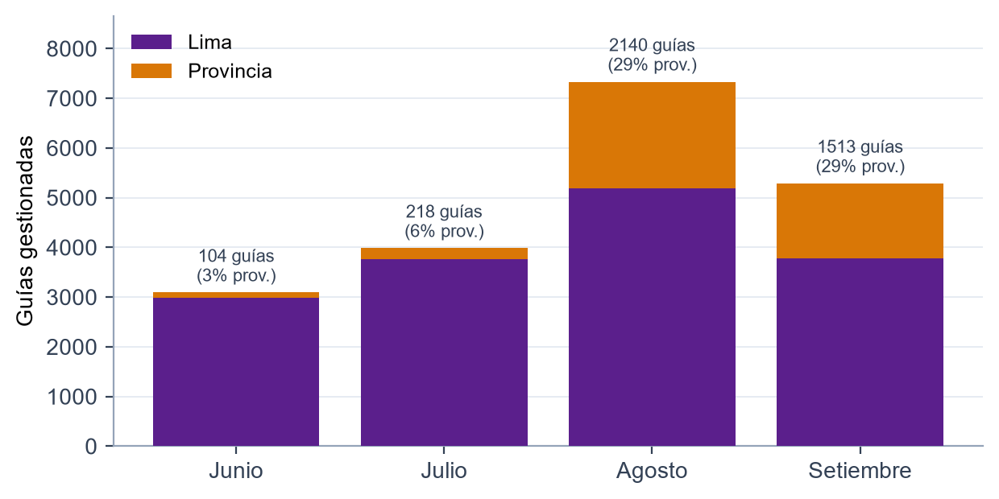 Lima
Provincia
Guías gestionadas
8000
7000
6000
5000
4000
3000
2000
1000
0
104 guías
(3% prov.)
218 guías
(6% prov.)
2140 guías
(29% prov.)
1513 guías
(29% prov.)
Junio
Julio
Agosto
Setiembre